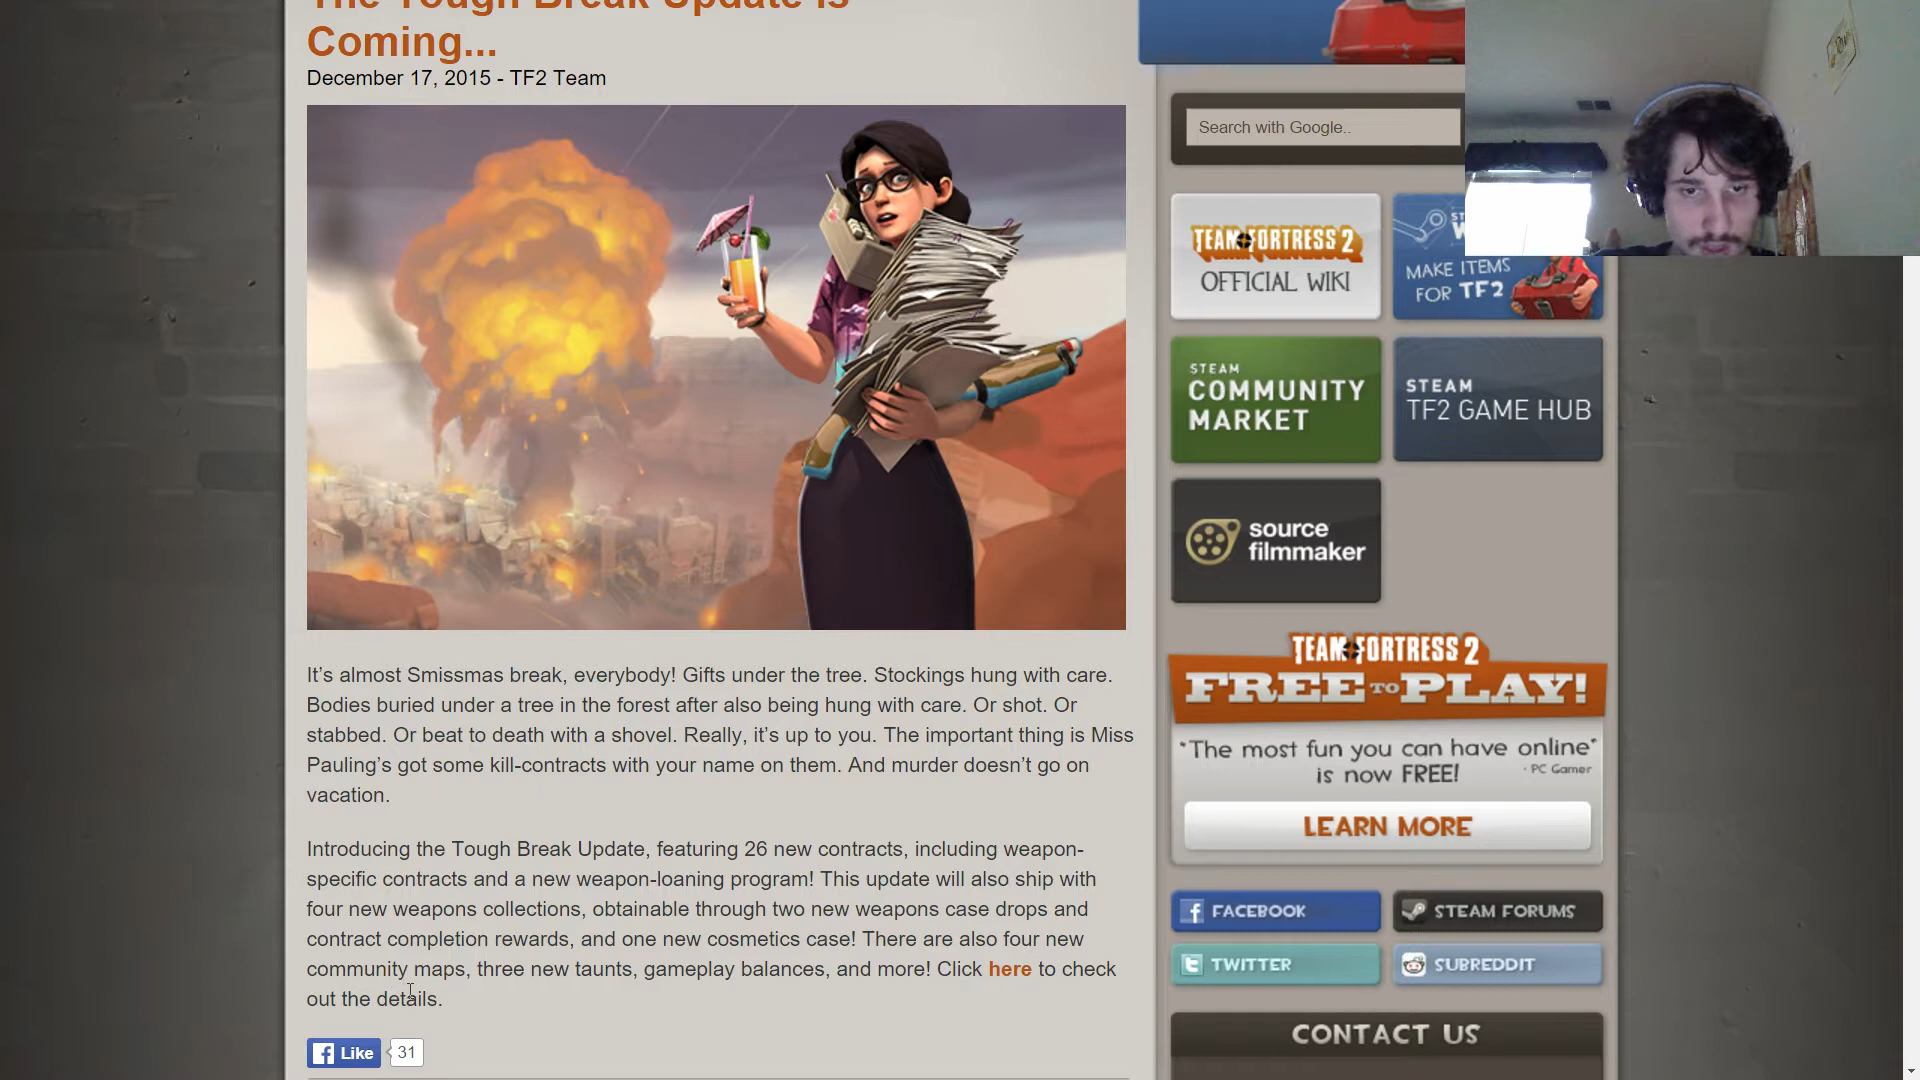 The Tough Break Update is
Coming...
December 17, 2015 - TF2 Team
It's almost Smissmas break, everybody! Gifts under the tree. Stockings hung with care.
Bodies buried under a tree in the forest after also being hung with care. Or shot. Or
stabbed. Or beat to death with a shovel. Really, it's up to you. The important thing is Miss
Pauling's got some kill-contracts with your name on them. And murder doesn't go on
vacation.
Introducing the Tough Break Update, featuring 26 new contracts, including weapon-
specific contracts and a new weapon-loaning program! This update will also ship with
four new weapons collections, obtainable through two new weapons case drops and
contract completion rewards, and one new cosmetics case! There are also four new
community maps, three new taunts, gameplay balances, and more! Click here to check
out the details.
Like 31
Search with Google..
TEAM FORTRESS 2
OFFICIAL WIKI
MAKE ITEMS
FOR TF2
STEAM
COMMUNITY
MARKET
STEAM
TF2 GAME HUB
source
filmmaker
TEAM FORTRESS 2
FREE TO PLAY!
"The most fun you can have online"
is now FREE! - PC Gamer
LEARN MORE
FACEBOOK
STEAM FORUMS
TWITTER
SUBREDDIT
CONTACT US